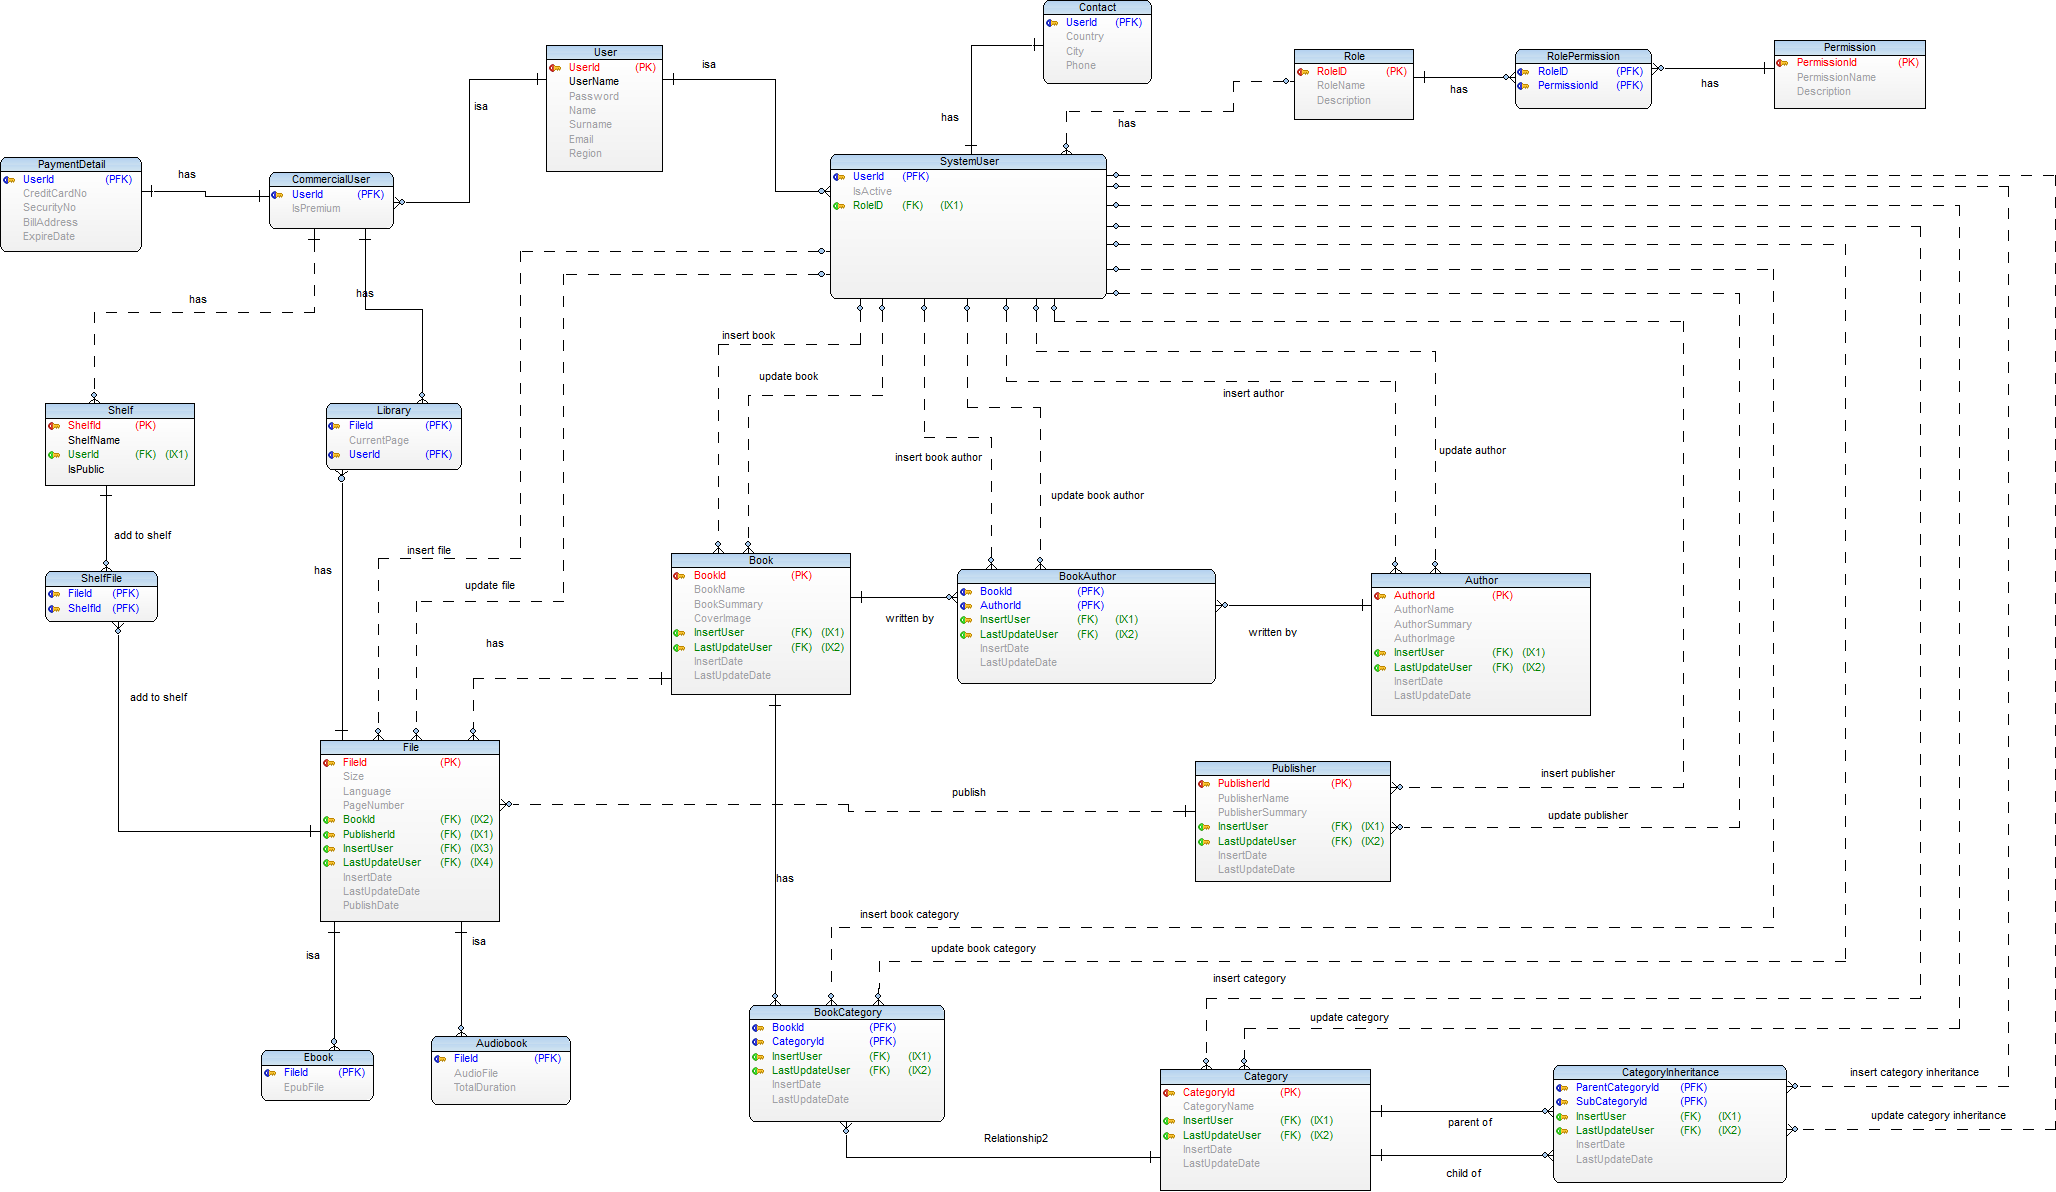 Contact
UserId (PFK)
Country
City
Phone
User
UserId (PK)
UserName
Password
Name
Surname
Email
Region
isa
isa
has
has
Role
RoleID (PK)
RoleName
Description
has
RolePermission
RoleID (PFK)
PermissionId (PFK)
has
Permission
PermissionId (PK)
PermissionName
Description
PaymentDetail
UserId (PFK)
CreditCardNo
SecurityNo
BillAddress
ExpireDate
has
CommercialUser
UserId (PFK)
IsPremium
SystemUser
UserId (PFK)
IsActive
RoleID (FK) (IX1)
has
has
insert book
update book
insert author
update author
insert book author
update book author
Shelf
ShelfId (PK)
ShelfName
UserId (FK) (IX1)
IsPublic
Library
FileId (PFK)
CurrentPage
UserId (PFK)
add to shelf
has
insert file
update file
ShelfFile
FileId (PFK)
ShelfId (PFK)
add to shelf
has
Book
BookId (PK)
BookName
BookSummary
CoverImage
InsertUser (FK) (IX1)
LastUpdateUser (FK) (IX2)
InsertDate
LastUpdateDate
written by
BookAuthor
BookId (PFK)
AuthorId (PFK)
InsertUser (FK) (IX1)
LastUpdateUser (FK) (IX2)
InsertDate
LastUpdateDate
written by
Author
AuthorId (PK)
AuthorName
AuthorSummary
AuthorImage
InsertUser (FK) (IX1)
LastUpdateUser (FK) (IX2)
InsertDate
LastUpdateDate
File
FileId (PK)
Size
Language
PageNumber
BookId (FK) (IX2)
PublisherId (FK) (IX1)
InsertUser (FK) (IX3)
LastUpdateUser (FK) (IX4)
InsertDate
LastUpdateDate
PublishDate
publish
Publisher
PublisherId (PK)
PublisherName
PublisherSummary
InsertUser (FK) (IX1)
LastUpdateUser (FK) (IX2)
InsertDate
LastUpdateDate
insert publisher
update publisher
has
isa
isa
insert book category
update book category
insert category
update category
Ebook
FileId (PFK)
EpubFile
Audiobook
FileId (PFK)
AudioFile
TotalDuration
BookCategory
BookId (PFK)
CategoryId (PFK)
InsertUser (FK) (IX1)
LastUpdateUser (FK) (IX2)
InsertDate
LastUpdateDate
Relationship2
Category
CategoryId (PK)
CategoryName
InsertUser (FK) (IX1)
LastUpdateUser (FK) (IX2)
InsertDate
LastUpdateDate
parent of
child of
CategoryInheritance
ParentCategoryId (PFK)
SubCategoryId (PFK)
InsertUser (FK) (IX1)
LastUpdateUser (FK) (IX2)
InsertDate
LastUpdateDate
insert category inheritance
update category inheritance